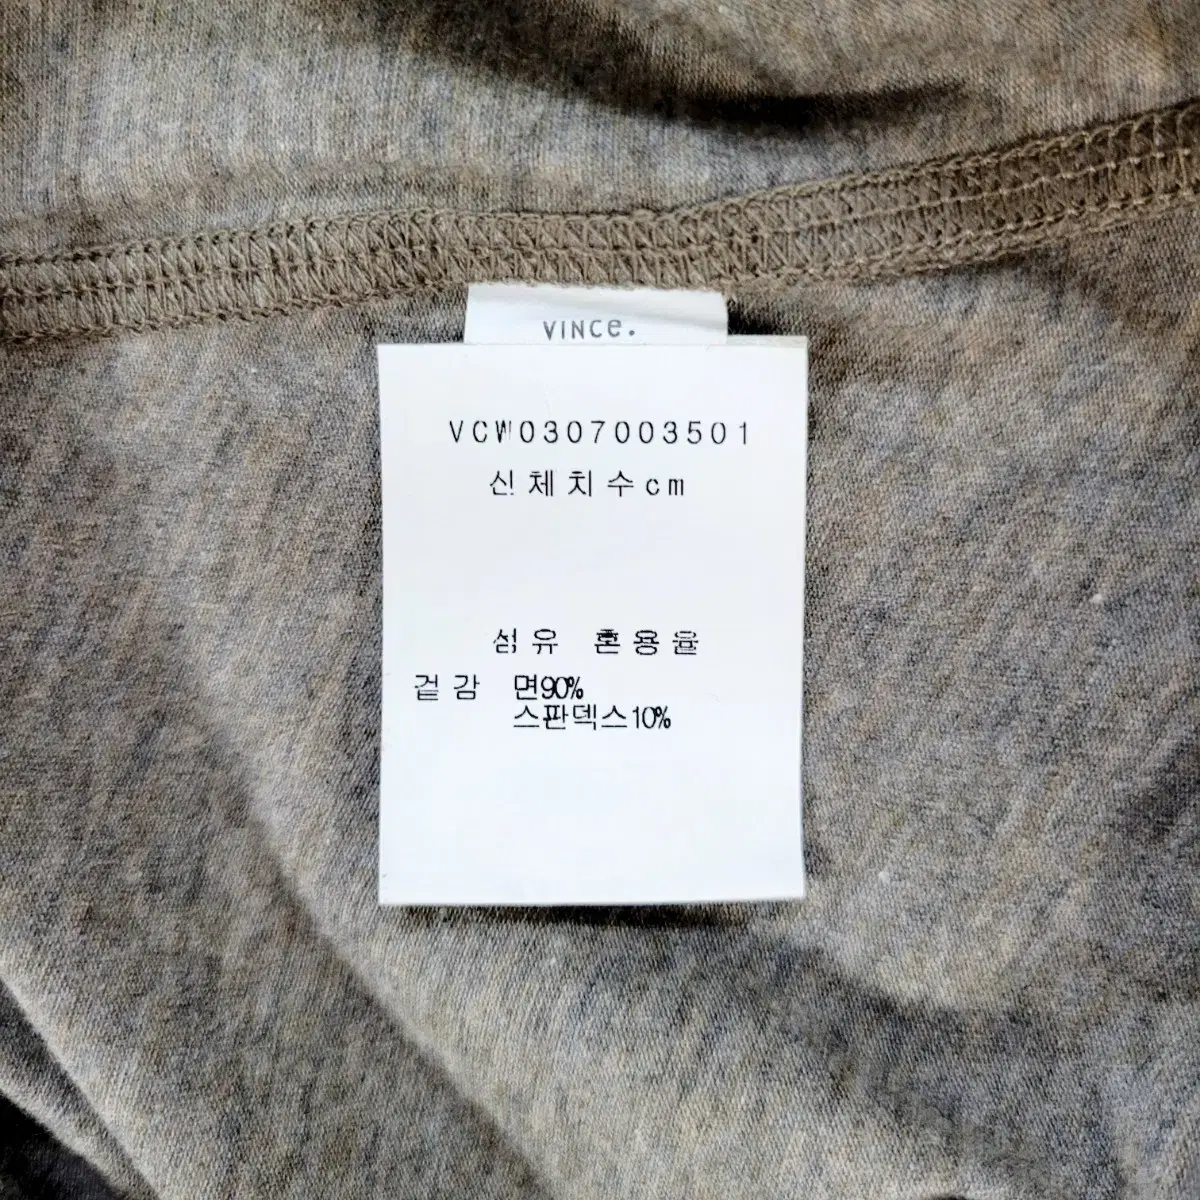 VINCe.
VCW0307003501
신체치수cm
섬유 혼용율
겉감 면90%
스판덱스10%